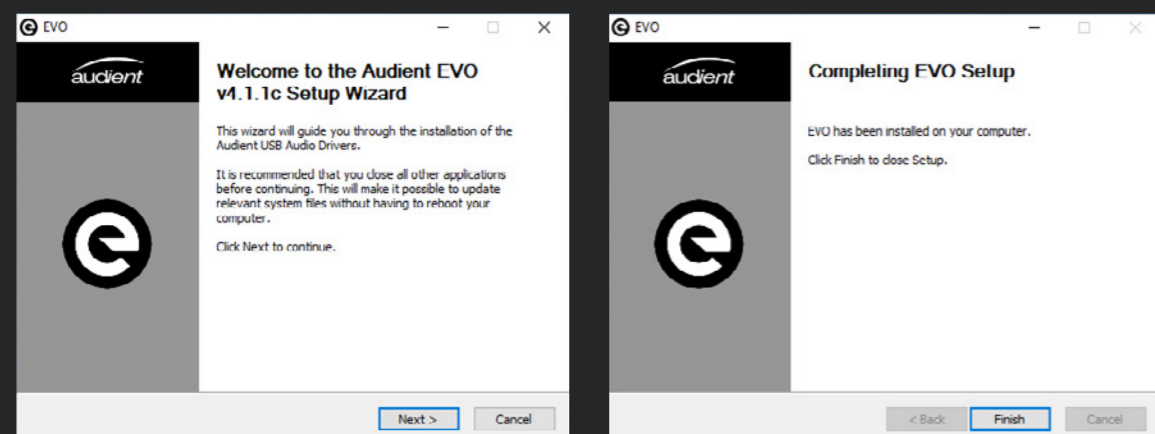 EVO
audient
Welcome to the Audient EVO
v4.1.1c Setup Wizard
This wizard will guide you through the installation of the
Audient USB Audio Drivers.
It is recommended that you close all other applications
before continuing. This will make it possible to update
relevant system files without having to reboot your
computer.
Click Next to continue.
Next >
Cancel
EVO
audient
Completing EVO Setup
EVO has been installed on your computer.
Click Finish to close Setup.
< Back
Finish
Cancel